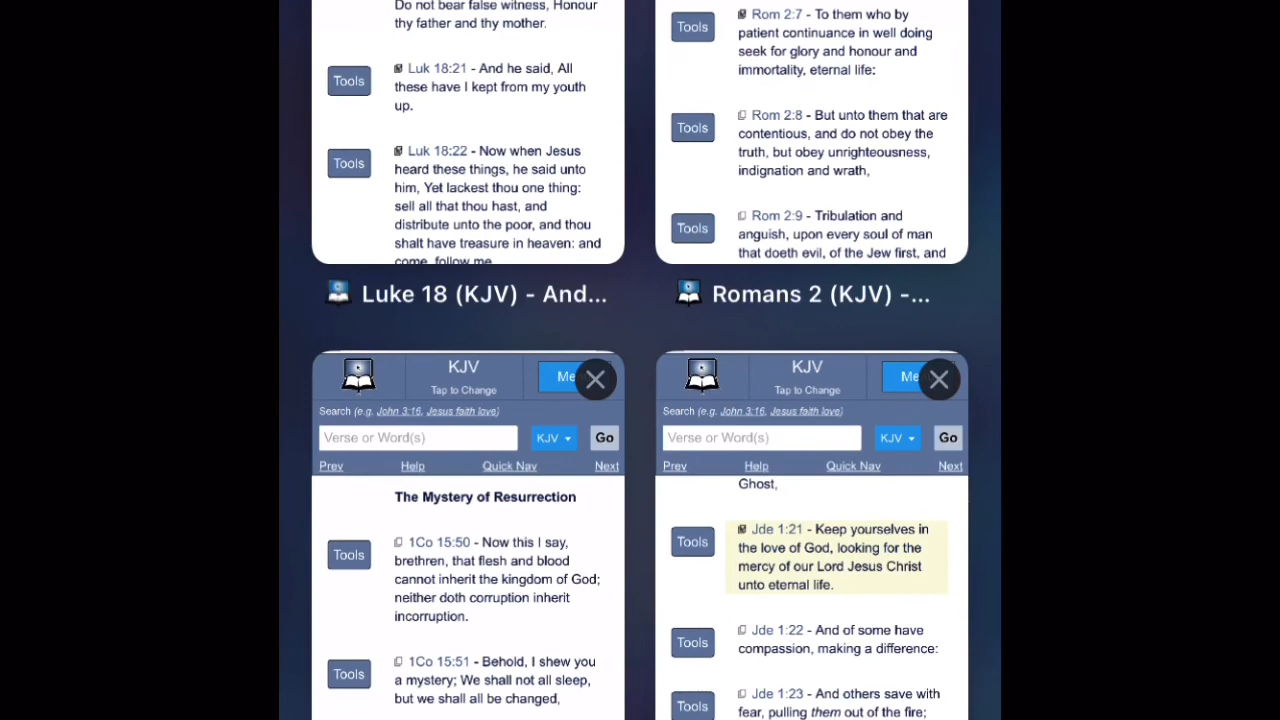 Do not bear false witness, Honour
thy father and thy mother.
Tools
Luk 18:21 - And he said, All
these have I kept from my youth
up.
Tools
Luk 18:22 - Now when Jesus
heard these things, he said unto
him, Yet lackest thou one thing:
sell all that thou hast, and
distribute unto the poor, and thou
shalt have treasure in heaven: and
come, follow me.
Luke 18 (KJV) - And...
Tools
Rom 2:7 - To them who by
patient continuance in well doing
seek for glory and honour and
immortality, eternal life:
Tools
Rom 2:8 - But unto them that are
contentious, and do not obey the
truth, but obey unrighteousness,
indignation and wrath,
Tools
Rom 2:9 - Tribulation and
anguish, upon every soul of man
that doeth evil, of the Jew first, and
Romans 2 (KJV) -...
KJV
Tap to Change
Me
Search (e.g. John 3:16, Jesus faith love)
Verse or Word(s)
KJV
Go
Prev
Help
Quick Nav
Next
The Mystery of Resurrection
Tools
1Co 15:50 - Now this I say,
brethren, that flesh and blood
cannot inherit the kingdom of God;
neither doth corruption inherit
incorruption.
Tools
1Co 15:51 - Behold, I shew you
a mystery; We shall not all sleep,
but we shall all be changed,
KJV
Tap to Change
Me
Search (e.g. John 3:16, Jesus faith love)
Verse or Word(s)
KJV
Go
Prev
Help
Quick Nav
Next
Ghost,
Tools
Jde 1:21 - Keep yourselves in
the love of God, looking for the
mercy of our Lord Jesus Christ
unto eternal life.
Tools
Jde 1:22 - And of some have
compassion, making a difference:
Tools
Jde 1:23 - And others save with
fear, pulling them out of the fire;